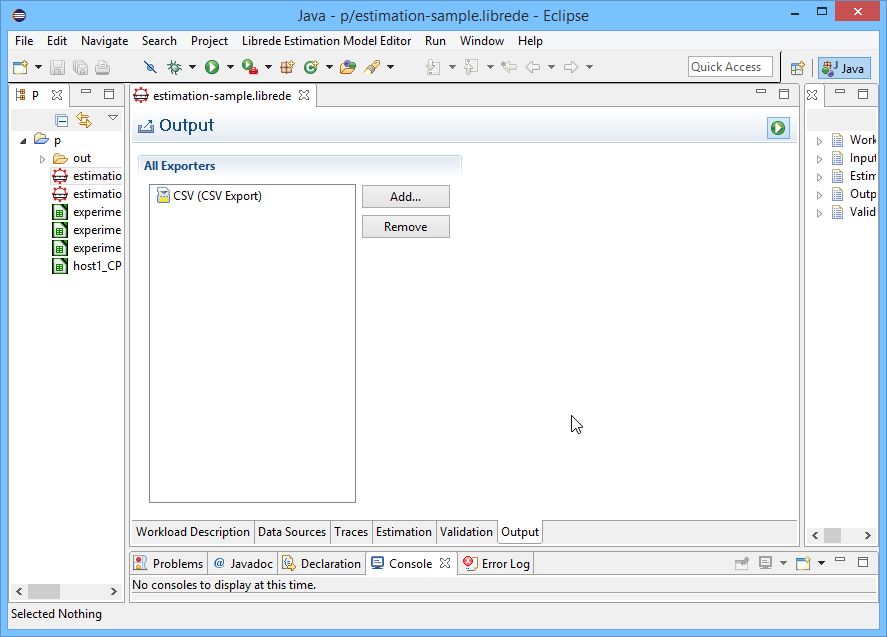 Java - p/estimation-sample.librede - Eclipse
File Edit Navigate Search Project Librede Estimation Model Editor Run Window Help
Quick Access
Java
P
estimation-sample.librede
p
out
estimatio
estimatio
experime
experime
experime
host1_CP
Output
All Exporters
CSV (CSV Export)
Add...
Remove
Workload Description Data Sources Traces Estimation Validation Output
Work
Input
Estim
Outp
Valid
Problems @ Javadoc Declaration Console Error Log
No consoles to display at this time.
Selected Nothing